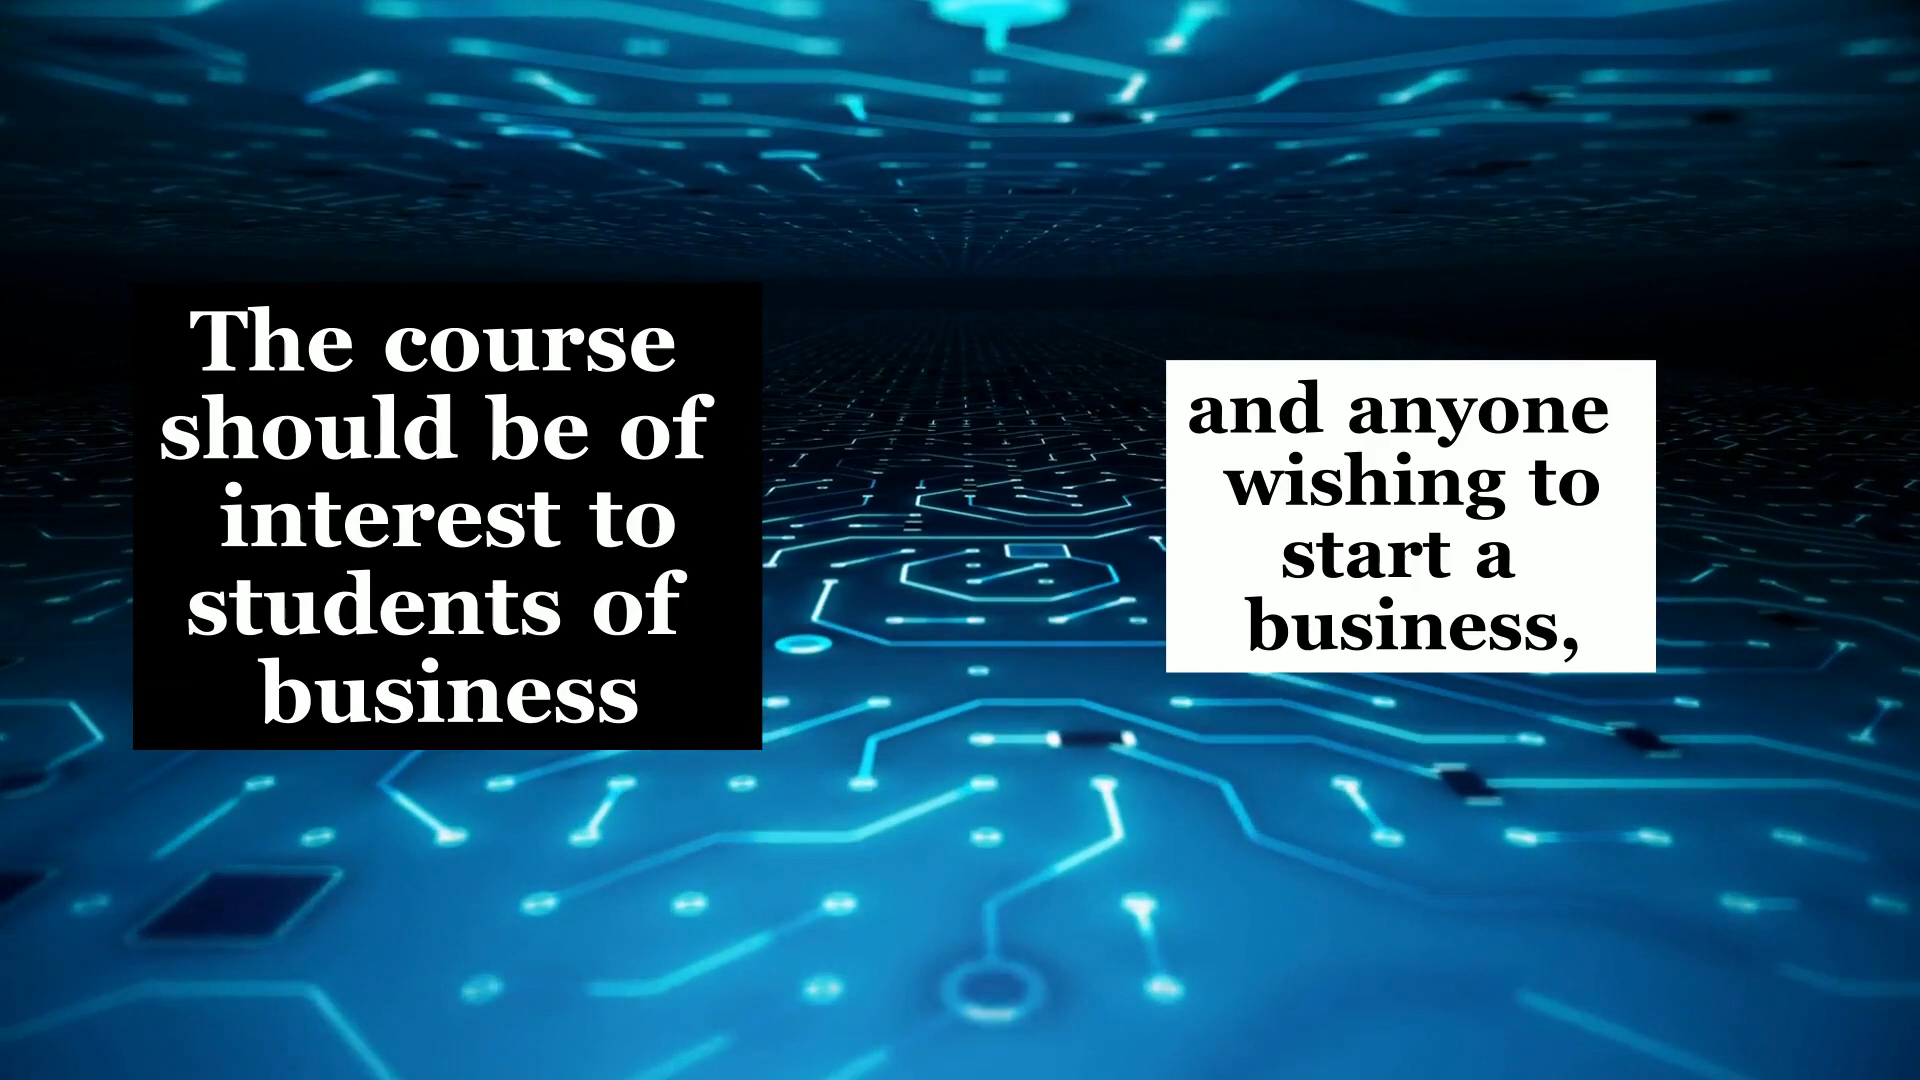 The course
should be of
interest to
students of
business
and anyone
wishing to
start a
business,